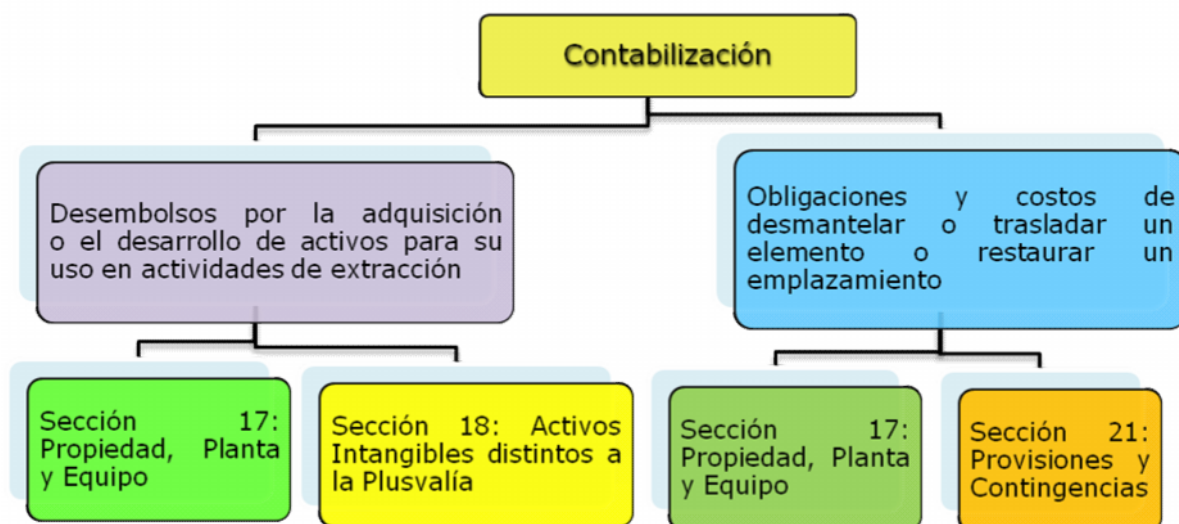 Contabilización
Desembolsos por la adquisición
o el desarrollo de activos para su
uso en actividades de extracción
Obligaciones y costos de
desmantelar o trasladar un
elemento o restaurar un
emplazamiento
Sección 17:
Propiedad, Planta
y Equipo
Sección 18: Activos
Intangibles distintos a
la Plusvalía
Sección 17:
Propiedad, Planta
y Equipo
Sección 21:
Provisiones y
Contingencias